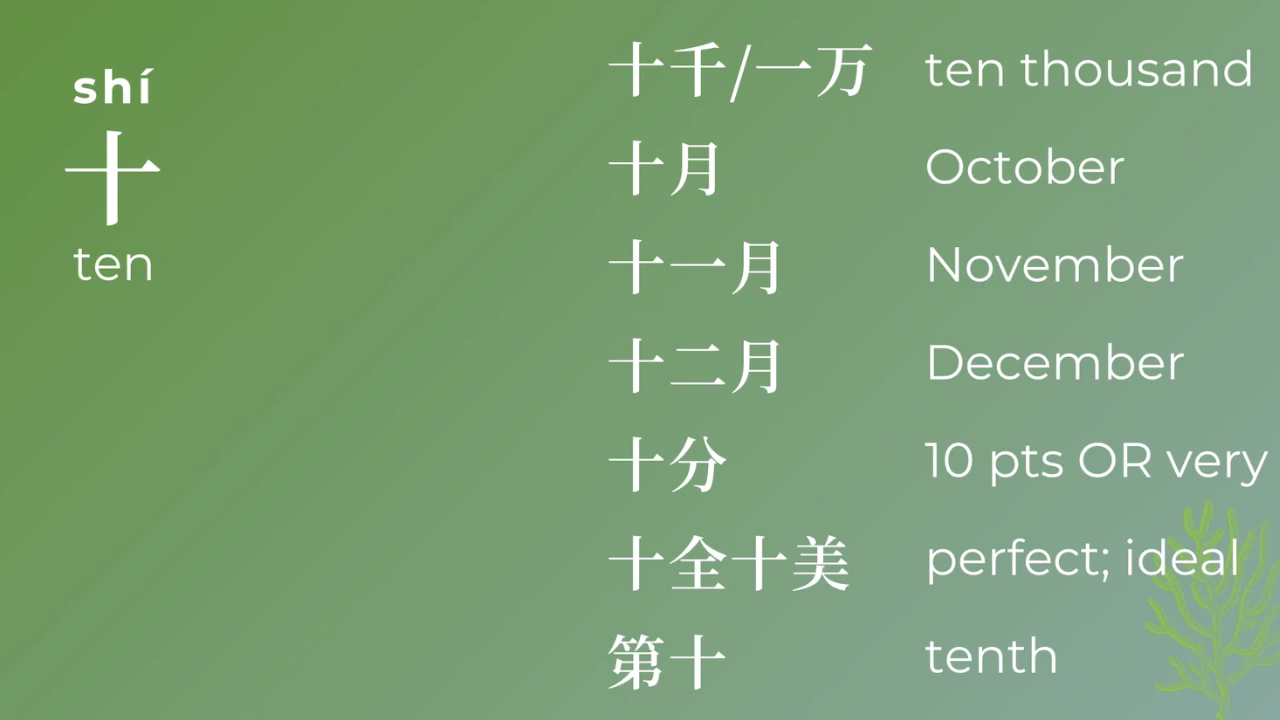 shí
十
ten
十千/一万 ten thousand
十月 October
十一月 November
十二月 December
十分 10 pts OR very
十全十美 perfect; ideal
第十 tenth